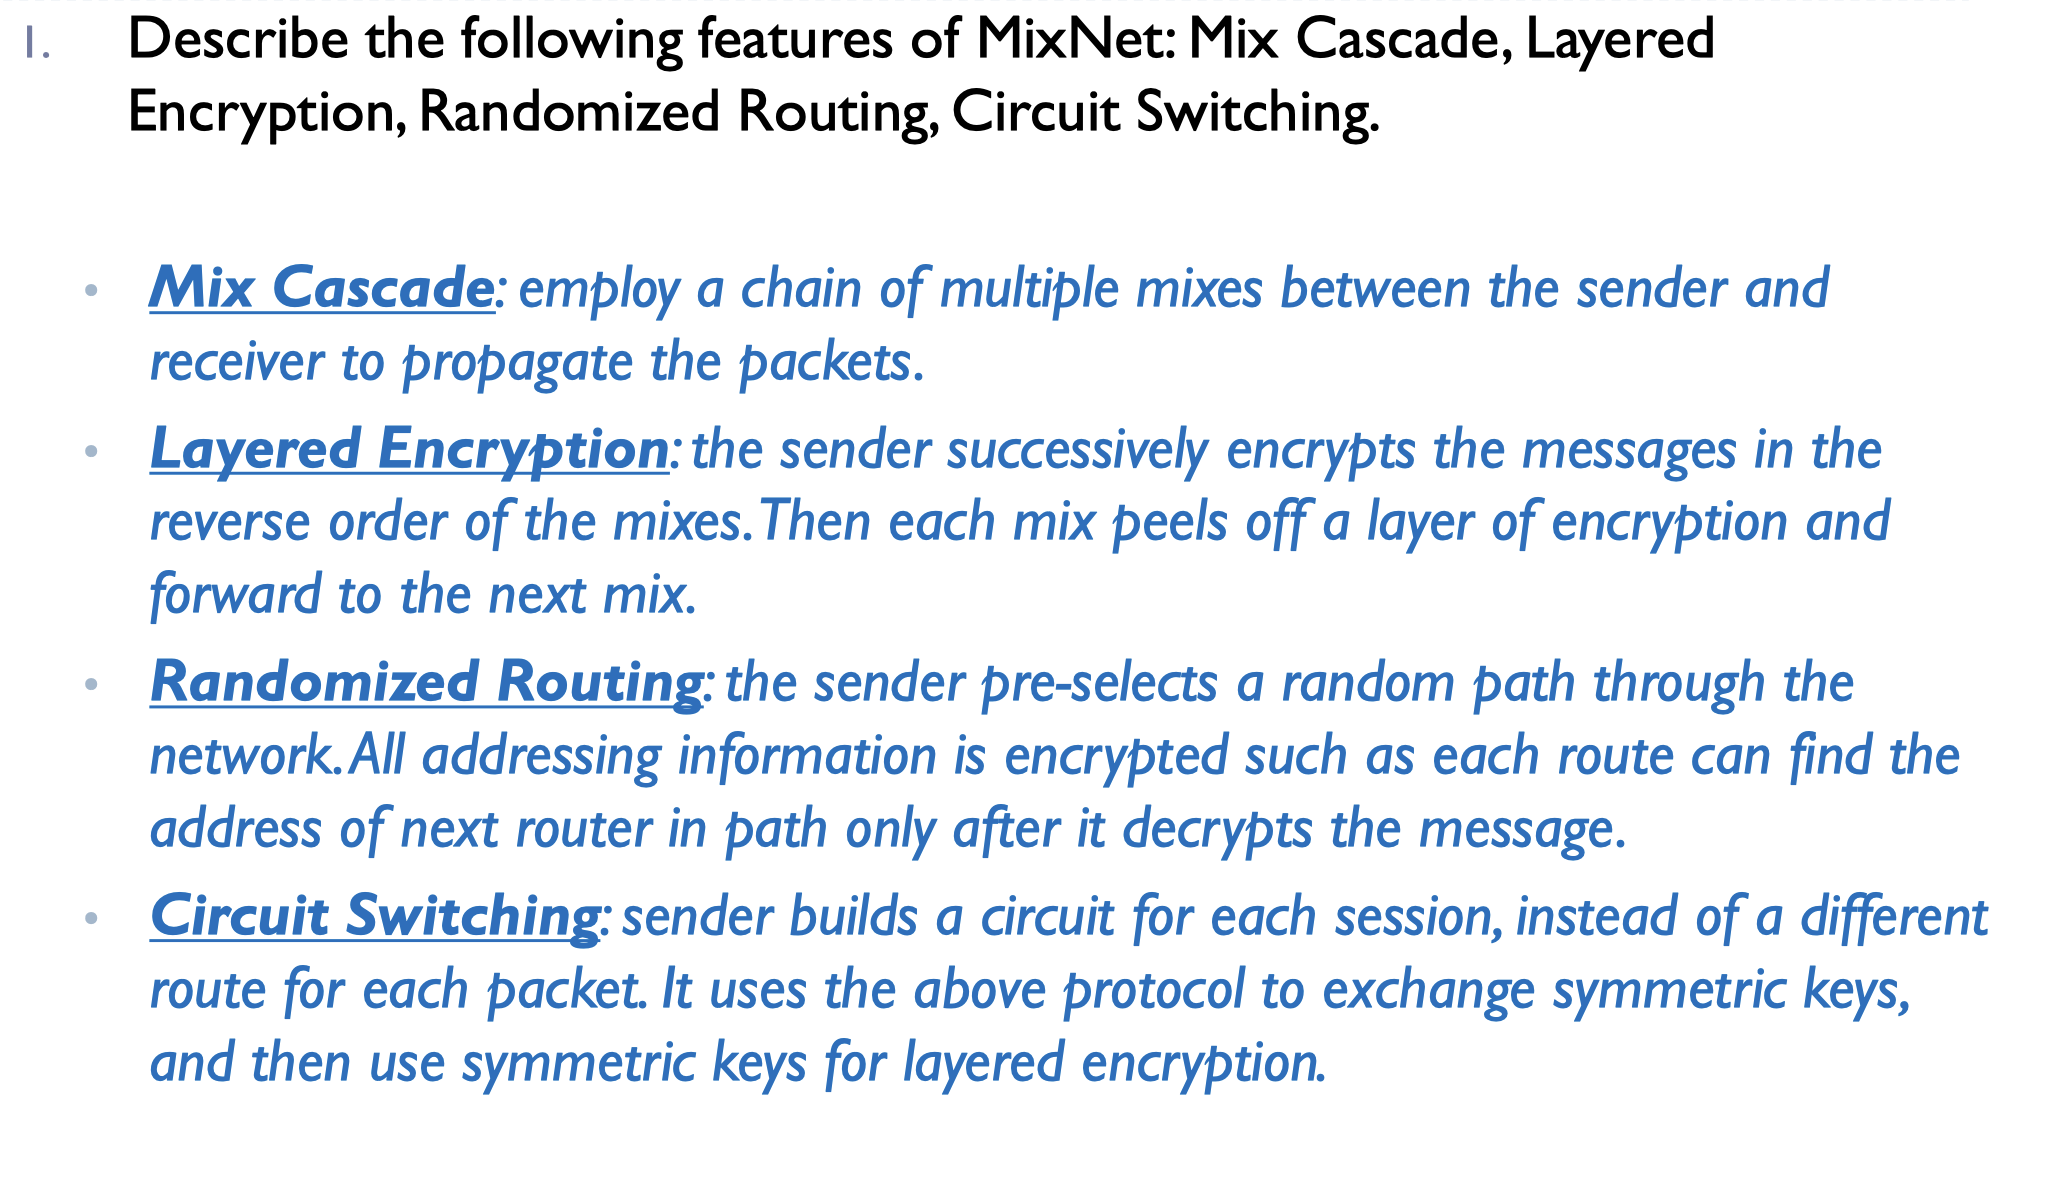 1. Describe the following features of MixNet: Mix Cascade, Layered
Encryption, Randomized Routing, Circuit Switching.
• Mix Cascade: employ a chain of multiple mixes between the sender and
receiver to propagate the packets.
• Layered Encryption: the sender successively encrypts the messages in the
reverse order of the mixes. Then each mix peels off a layer of encryption and
forward to the next mix.
• Randomized Routing: the sender pre-selects a random path through the
network. All addressing information is encrypted such as each route can find the
address of next router in path only after it decrypts the message.
• Circuit Switching: sender builds a circuit for each session, instead of a different
route for each packet. It uses the above protocol to exchange symmetric keys,
and then use symmetric keys for layered encryption.